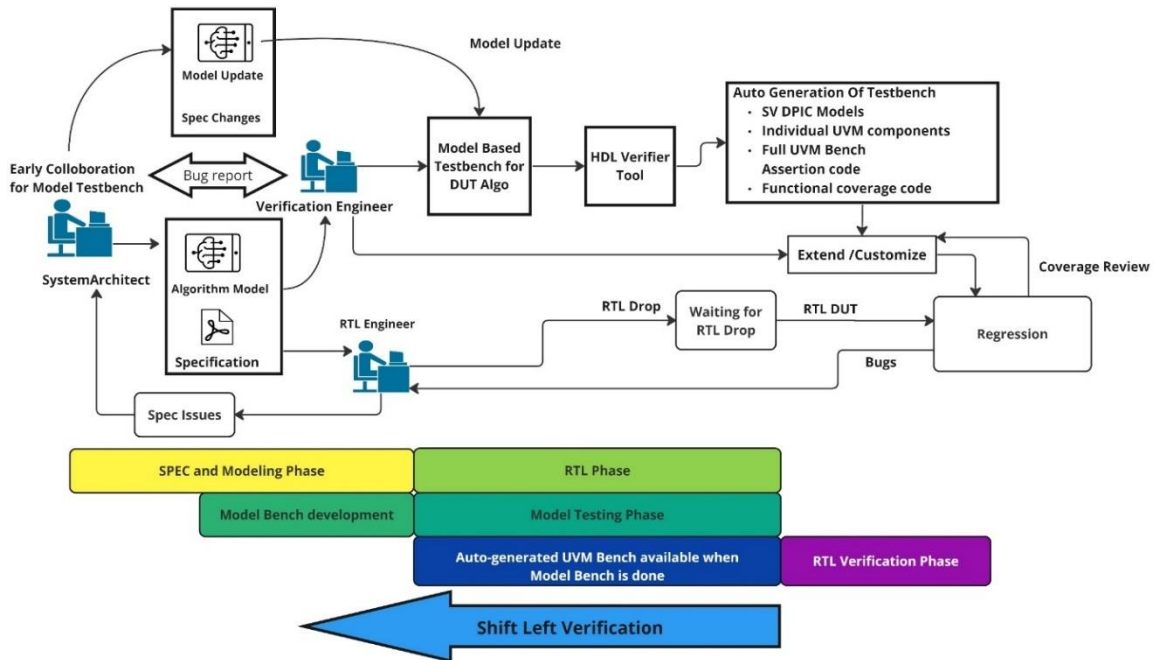 Model Update
Spec Changes
Model Update
Early Colloboration
for Model Testbench
Bug report
Verification Engineer
Model Based
Testbench for
DUT Algo
HDL Verifier
Tool
Auto Generation Of Testbench
· SV DPIC Models
· Individual UVM components
· Full UVM Bench
Assertion code
· Functional coverage code
SystemArchitect
Algorithm Model
Specification
RTL Engineer
Extend /Customize
Coverage Review
RTL Drop
Waiting for
RTL Drop
RTL DUT
Regression
Bugs
Spec Issues
SPEC and Modeling Phase
RTL Phase
Model Bench development
Model Testing Phase
Auto-generated UVM Bench available when
Model Bench is done
RTL Verification Phase
Shift Left Verification